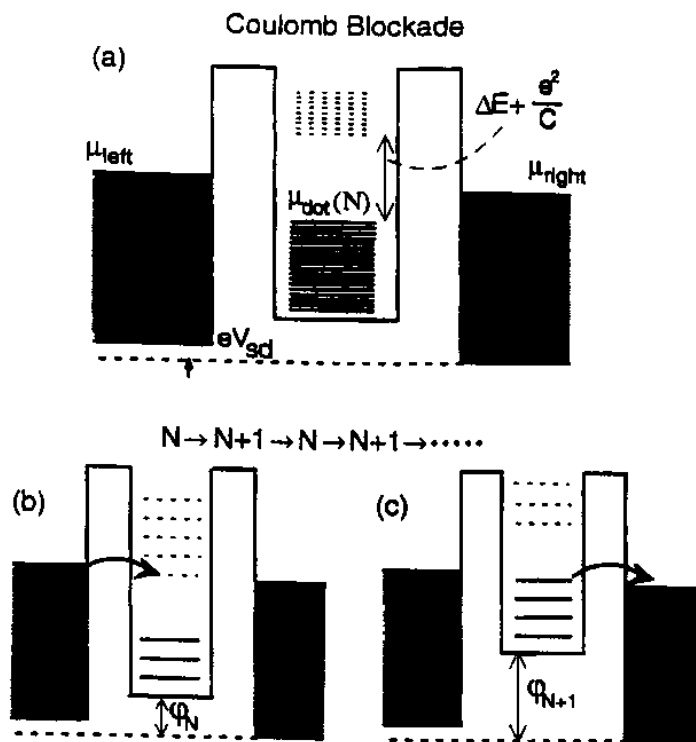 Coulomb Blockade
(a)
ΔE + e²/C
μleft
μright
μdot(N)
eVsd
N → N+1 → N → N+1 → ·····
(b)
(c)
φN
φN+1